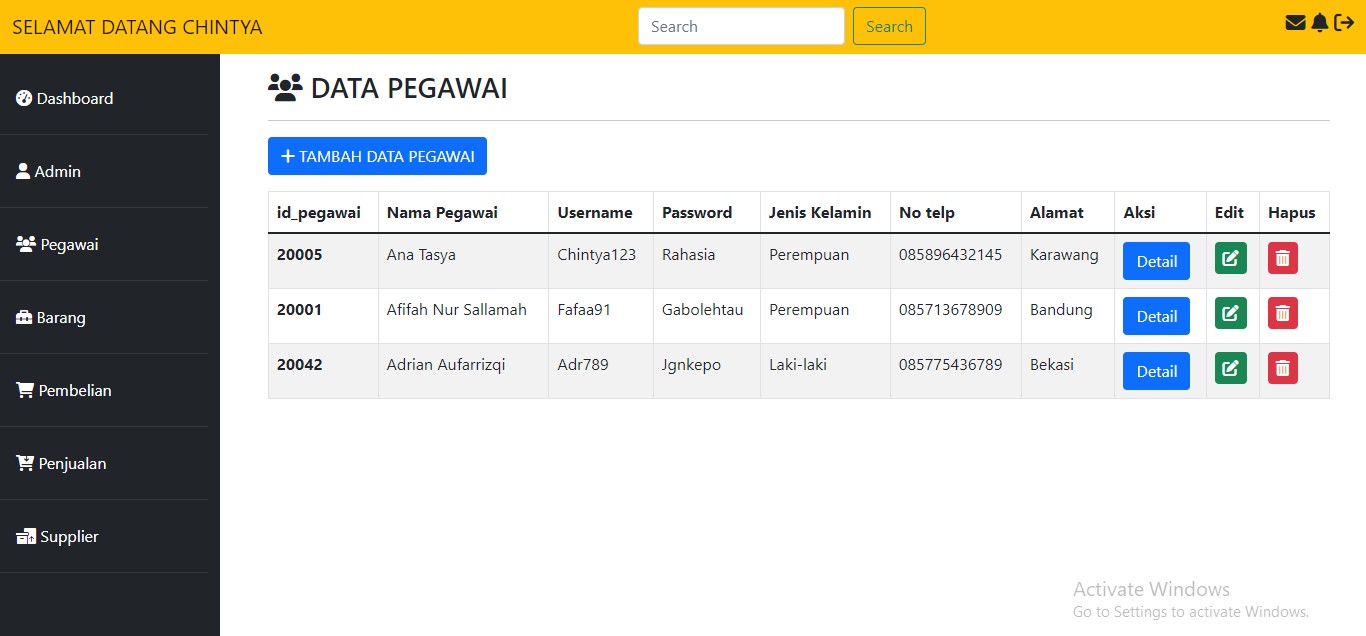 SELAMAT DATANG CHINTYA
Search Search
Dashboard
Admin
Pegawai
Barang
Pembelian
Penjualan
Supplier
DATA PEGAWAI
TAMBAH DATA PEGAWAI
id_pegawai Nama Pegawai Username Password Jenis Kelamin No telp Alamat Aksi Edit Hapus
20005 Ana Tasya Chintya123 Rahasia Perempuan 085896432145 Karawang Detail
20001 Afifah Nur Sallamah Fafaa91 Gabolehtau Perempuan 085713678909 Bandung Detail
20042 Adrian Aufarrizqi Adr789 Jgnkepo Laki-laki 085775436789 Bekasi Detail
Activate Windows
Go to Settings to activate Windows.